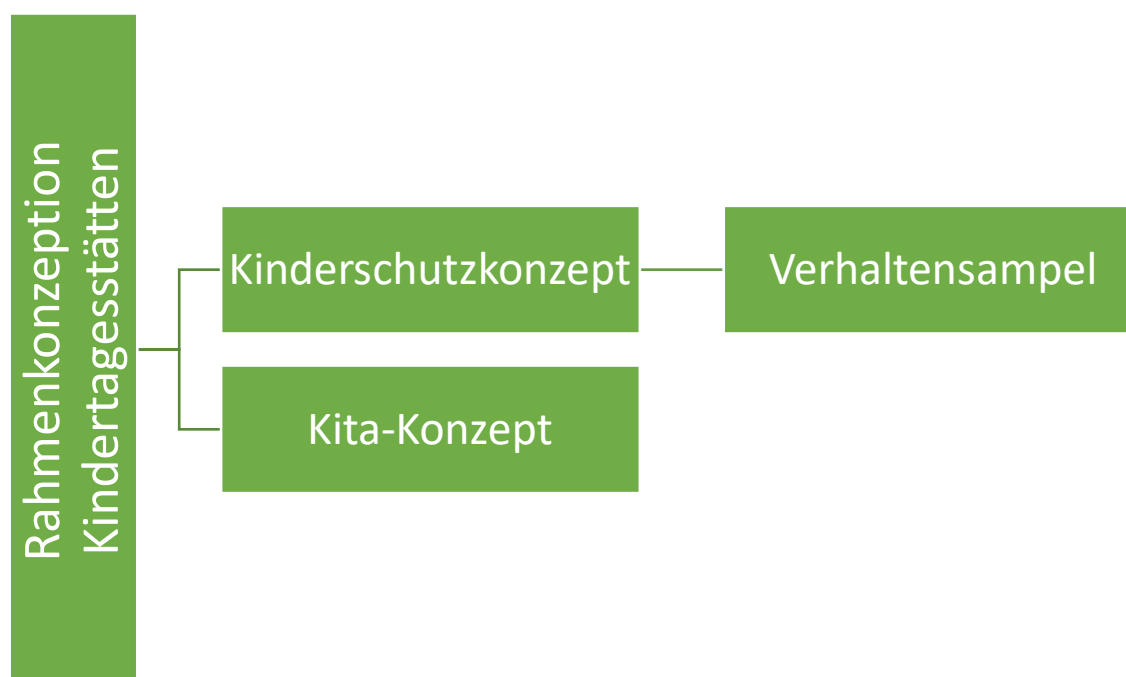 Rahmenkonzeption
Kindertagesstätten
Kinderschutzkonzept
Verhaltensampel
Kita-Konzept